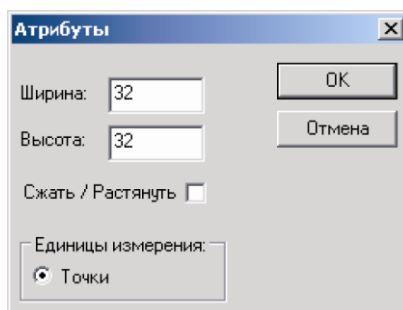 Атрибуты
Ширина: 32
OK
Высота: 32
Отмена
Сжать / Растянуть
Единицы измерения:
Точки